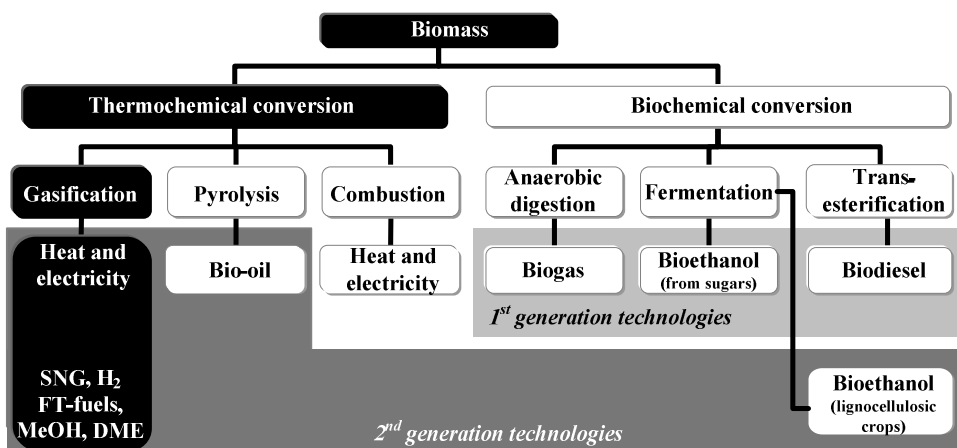 Biomass
Thermochemical conversion
Biochemical conversion
Gasification
Pyrolysis
Combustion
Anaerobic
digestion
Fermentation
Trans-
esterification
Heat and
electricity
Bio-oil
Heat and
electricity
Biogas
Bioethanol
(from sugars)
Biodiesel
1st generation technologies
SNG, H2
FT-fuels,
MeOH, DME
Bioethanol
(lignocellulosic
crops)
2nd generation technologies